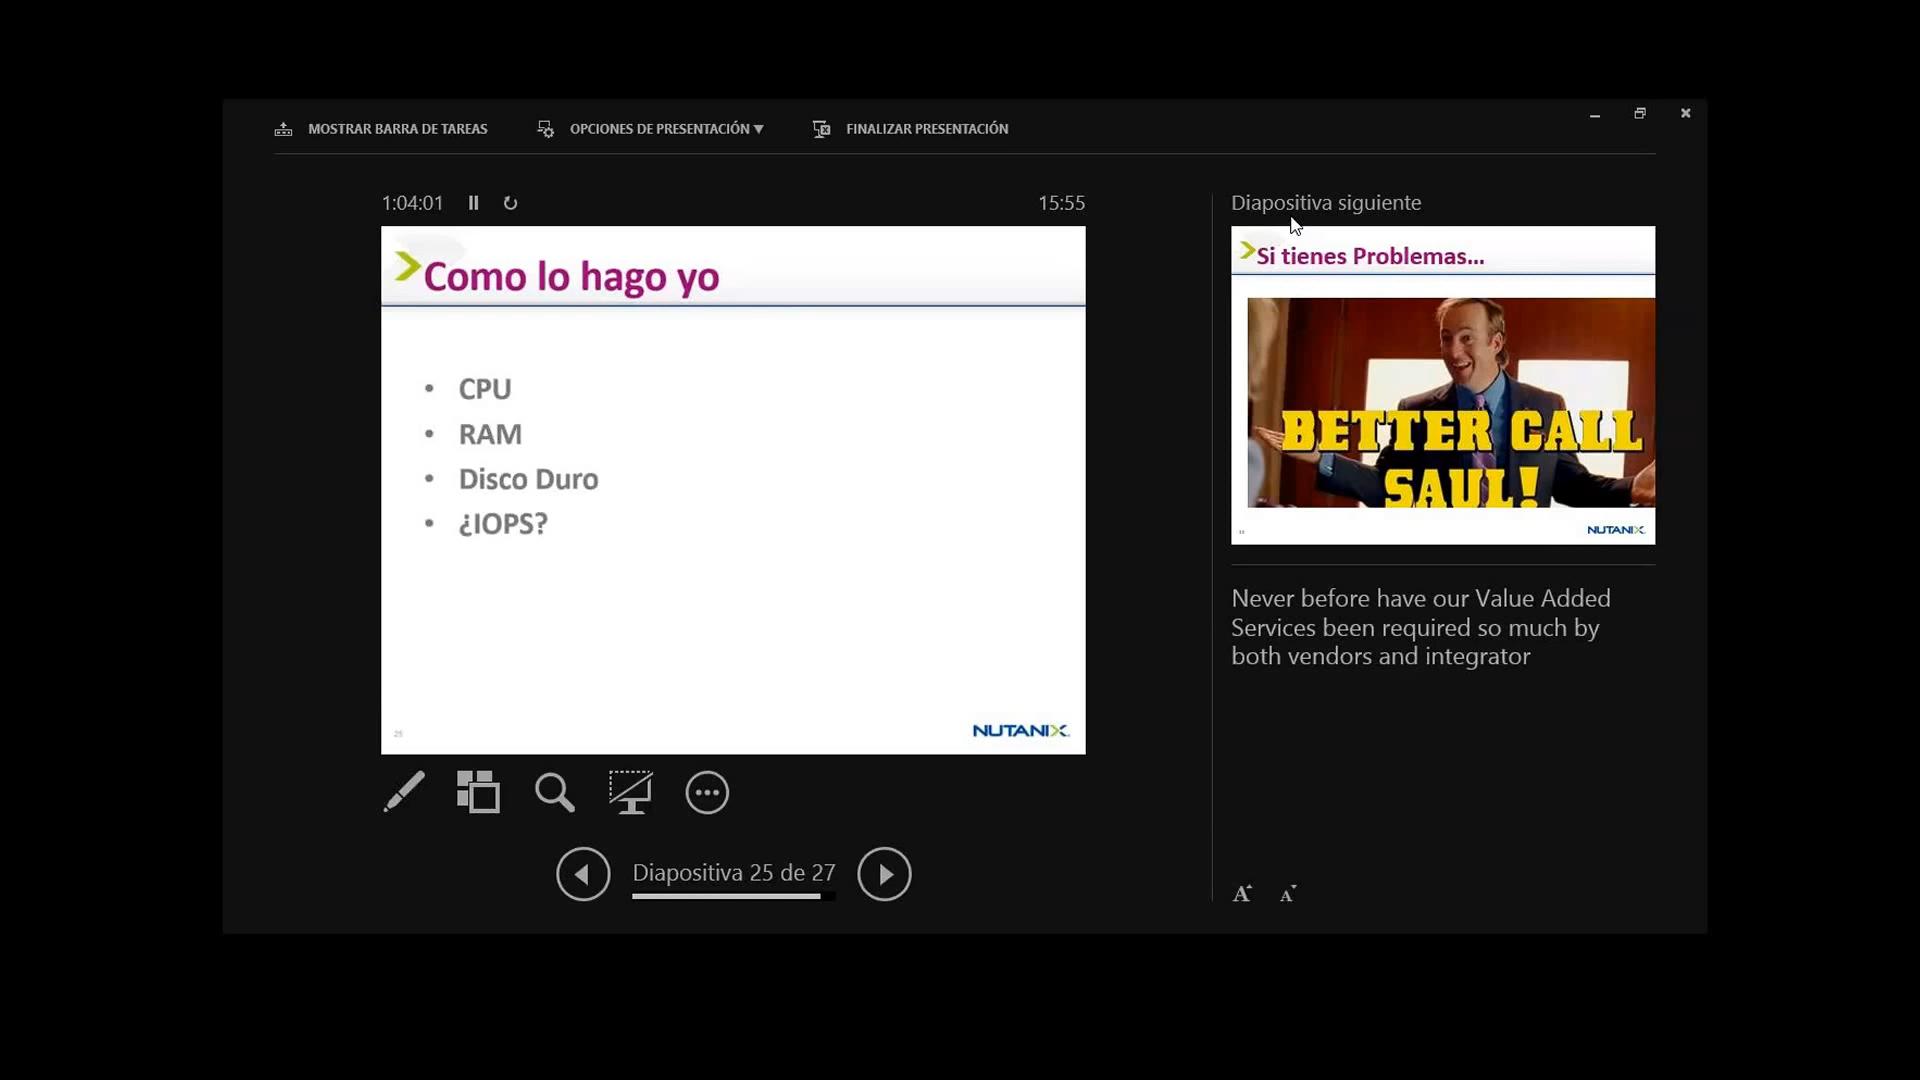 MOSTRAR BARRA DE TAREAS
OPCIONES DE PRESENTACIÓN
FINALIZAR PRESENTACIÓN
1:04:01
15:55
Como lo hago yo
• CPU
• RAM
• Disco Duro
• ¿IOPS?
25
NUTANIX
Diapositiva 25 de 27
Diapositiva siguiente
Si tienes Problemas...
BETTER CALL
SAUL!
NUTANIX
Never before have our Value Added
Services been required so much by
both vendors and integrator
A
A